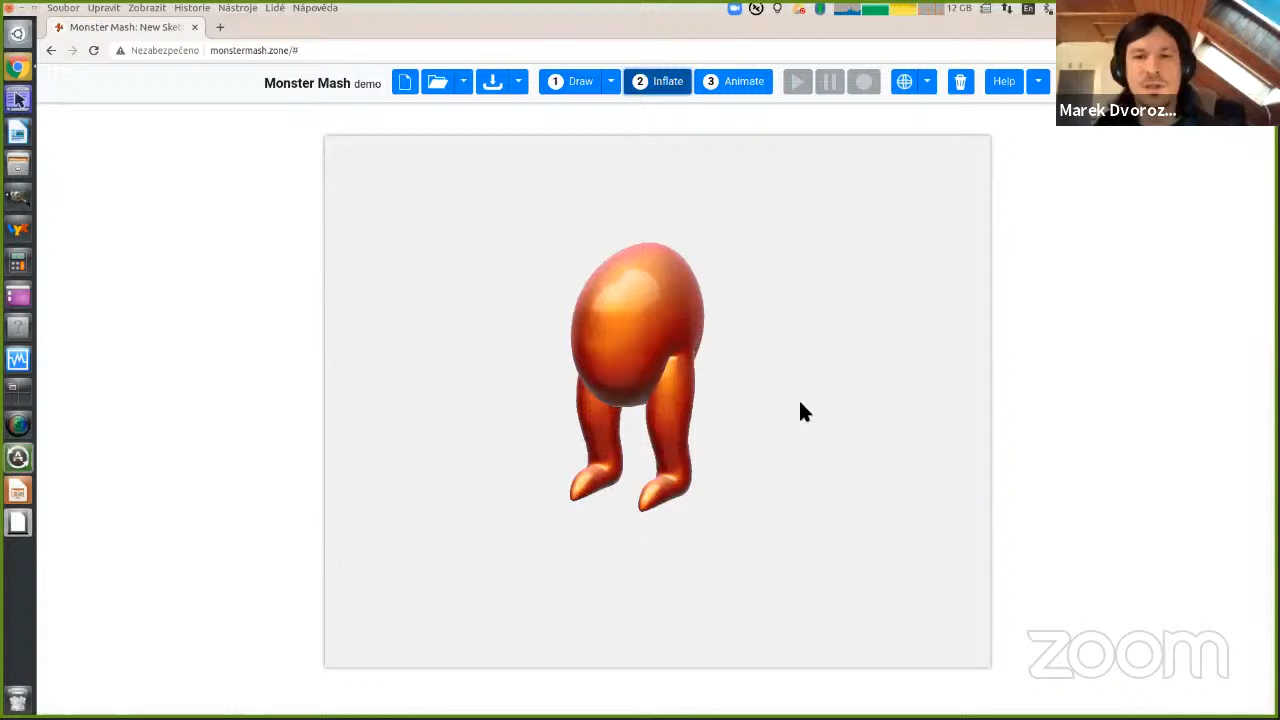 Soubor Upravit Zobrazit Historie Nástroje Lidé Nápověda 12 GB En
Monster Mash: New Sket
Nezabezpečeno monstermash.zone/#
Monster Mash demo 1 Draw 2 Inflate 3 Animate Help
Marek Dvoroz...
zoom